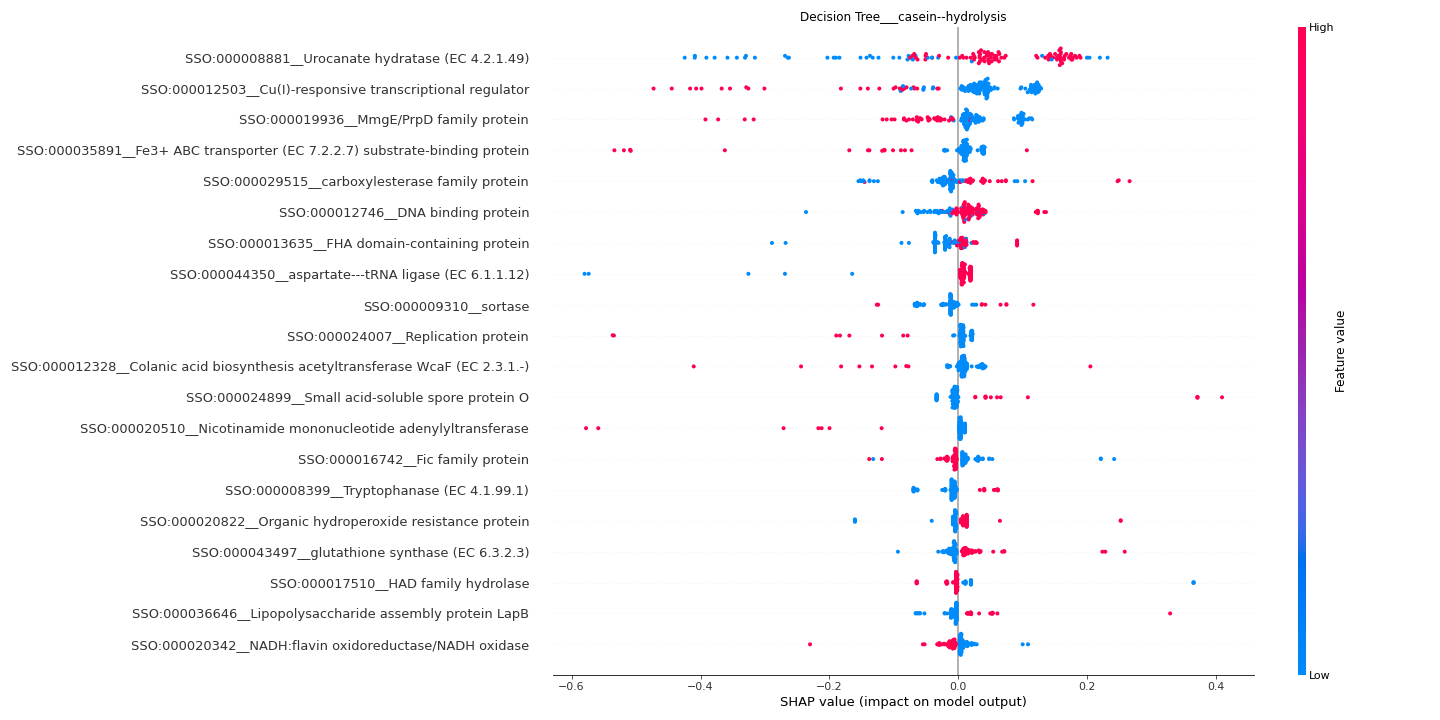 Decision Tree___casein--hydrolysis
High
SSO:000008881__Urocanate hydratase (EC 4.2.1.49)
SSO:000012503__Cu(I)-responsive transcriptional regulator
SSO:000019936__MmgE/PrpD family protein
SSO:000035891__Fe3+ ABC transporter (EC 7.2.2.7) substrate-binding protein
SSO:000029515__carboxylesterase family protein
SSO:000012746__DNA binding protein
SSO:000013635__FHA domain-containing protein
SSO:000044350__aspartate---tRNA ligase (EC 6.1.1.12)
SSO:000009310__sortase
SSO:000024007__Replication protein
SSO:000012328__Colanic acid biosynthesis acetyltransferase WcaF (EC 2.3.1.-)
SSO:000024899__Small acid-soluble spore protein O
SSO:000020510__Nicotinamide mononucleotide adenylyltransferase
SSO:000016742__Fic family protein
SSO:000008399__Tryptophanase (EC 4.1.99.1)
SSO:000020822__Organic hydroperoxide resistance protein
SSO:000043497__glutathione synthase (EC 6.3.2.3)
SSO:000017510__HAD family hydrolase
SSO:000036646__Lipopolysaccharide assembly protein LapB
SSO:000020342__NADH:flavin oxidoreductase/NADH oxidase
Feature value
Low
−0.6 −0.4 −0.2 0.0 0.2 0.4
SHAP value (impact on model output)